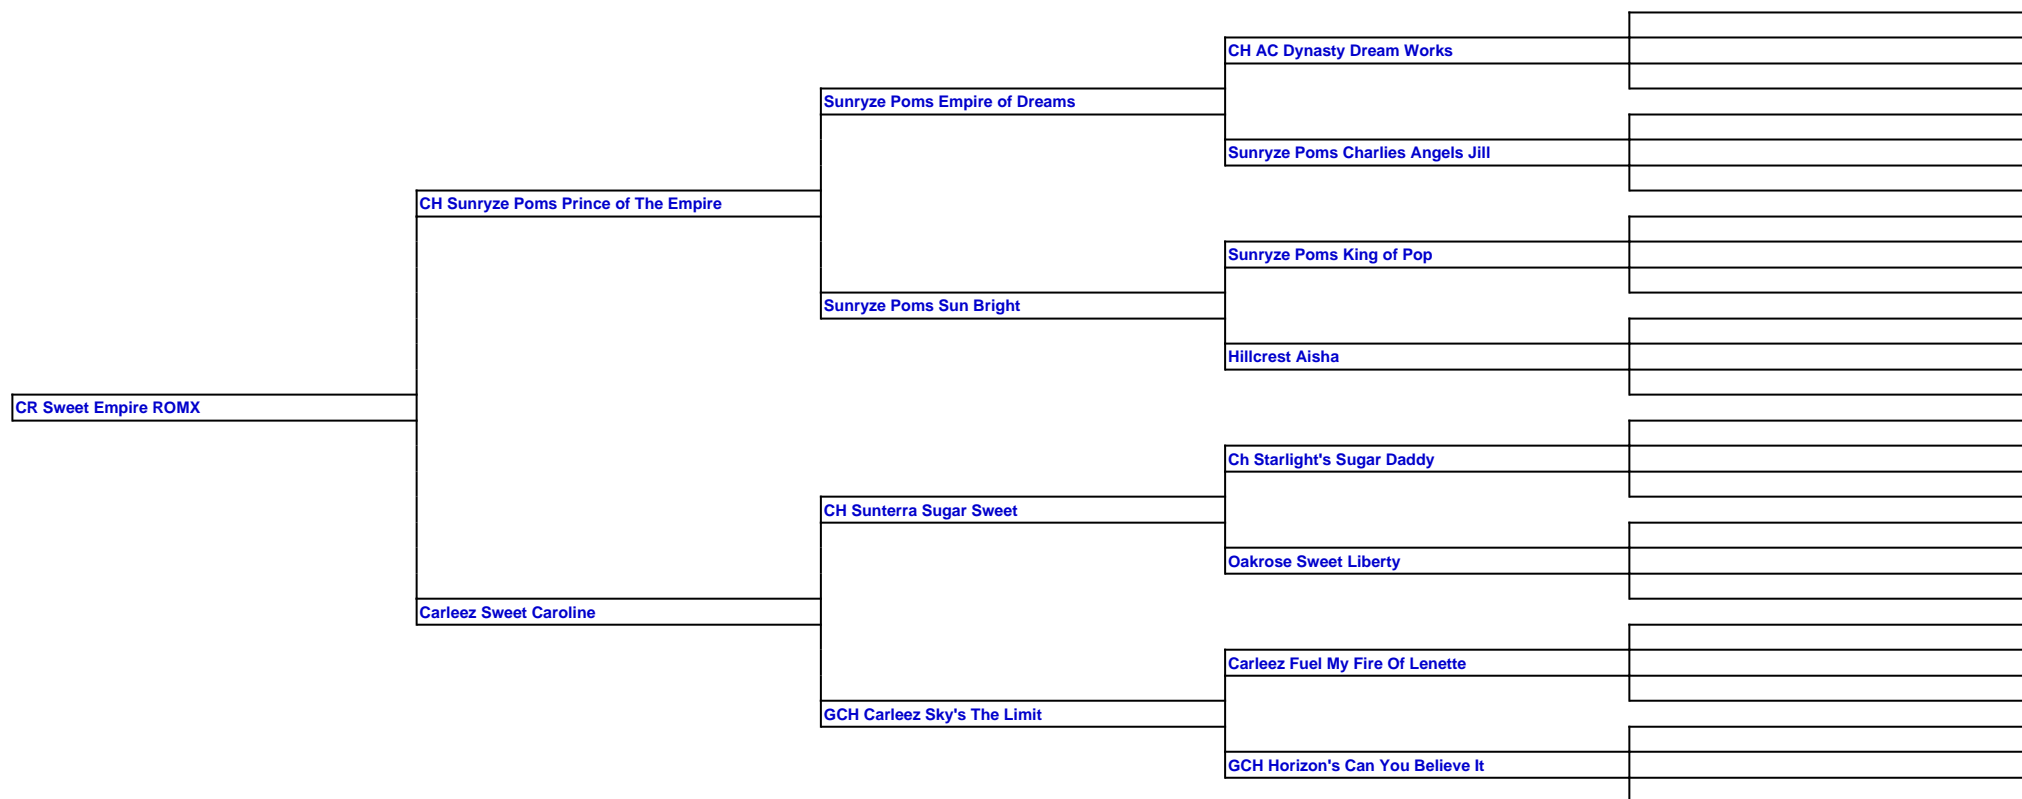 CH AC Dynasty Dream Works
Sunryze Poms Empire of Dreams
Sunryze Poms Charlies Angels Jill
CH Sunryze Poms Prince of The Empire
Sunryze Poms King of Pop
Sunryze Poms Sun Bright
Hillcrest Aisha
CR Sweet Empire ROMX
Ch Starlight's Sugar Daddy
CH Sunterra Sugar Sweet
Oakrose Sweet Liberty
Carleez Sweet Caroline
Carleez Fuel My Fire Of Lenette
GCH Carleez Sky's The Limit
GCH Horizon's Can You Believe It